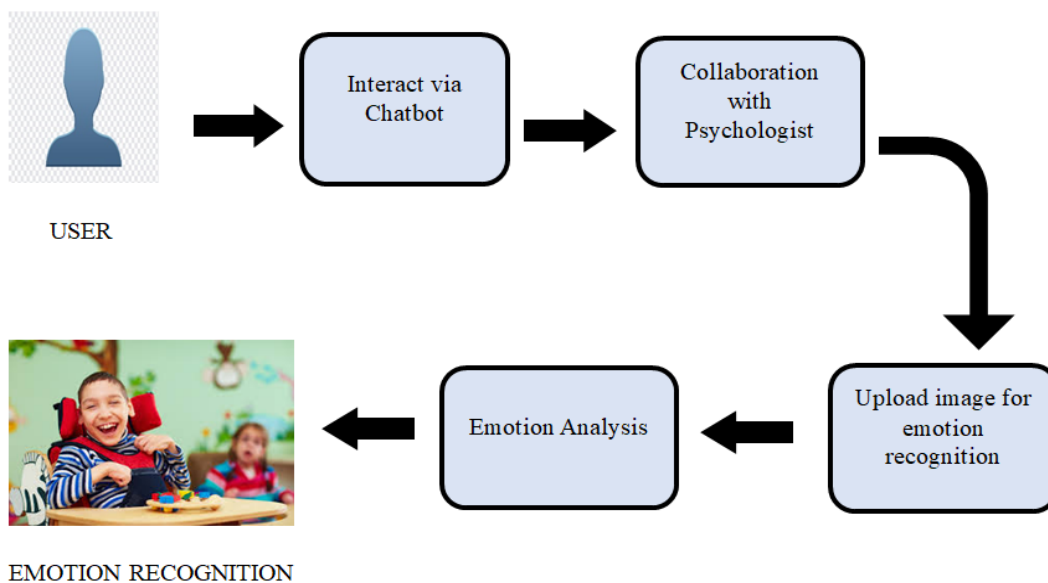 Interact via
Chatbot
Collaboration
with
Psychologist
USER
Upload image for
emotion
recognition
Emotion Analysis
EMOTION RECOGNITION